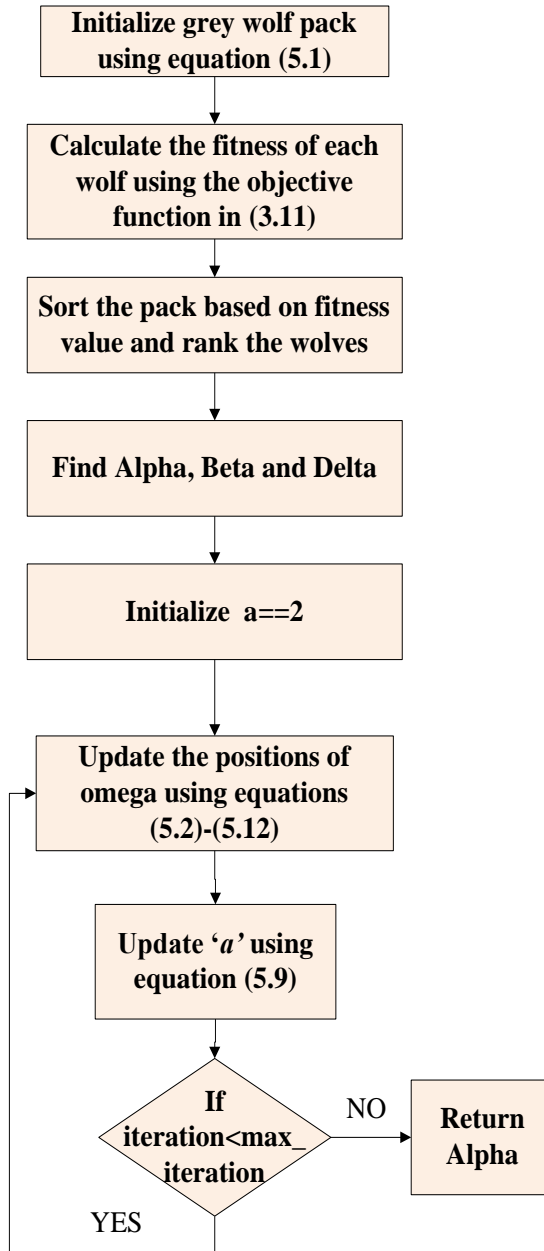 Initialize grey wolf pack
using equation (5.1)
Calculate the fitness of each
wolf using the objective
function in (3.11)
Sort the pack based on fitness
value and rank the wolves
Find Alpha, Beta and Delta
Initialize a==2
Update the positions of
omega using equations
(5.2)-(5.12)
Update ‘a’ using
equation (5.9)
If
iteration<max_
iteration
NO
Return
Alpha
YES